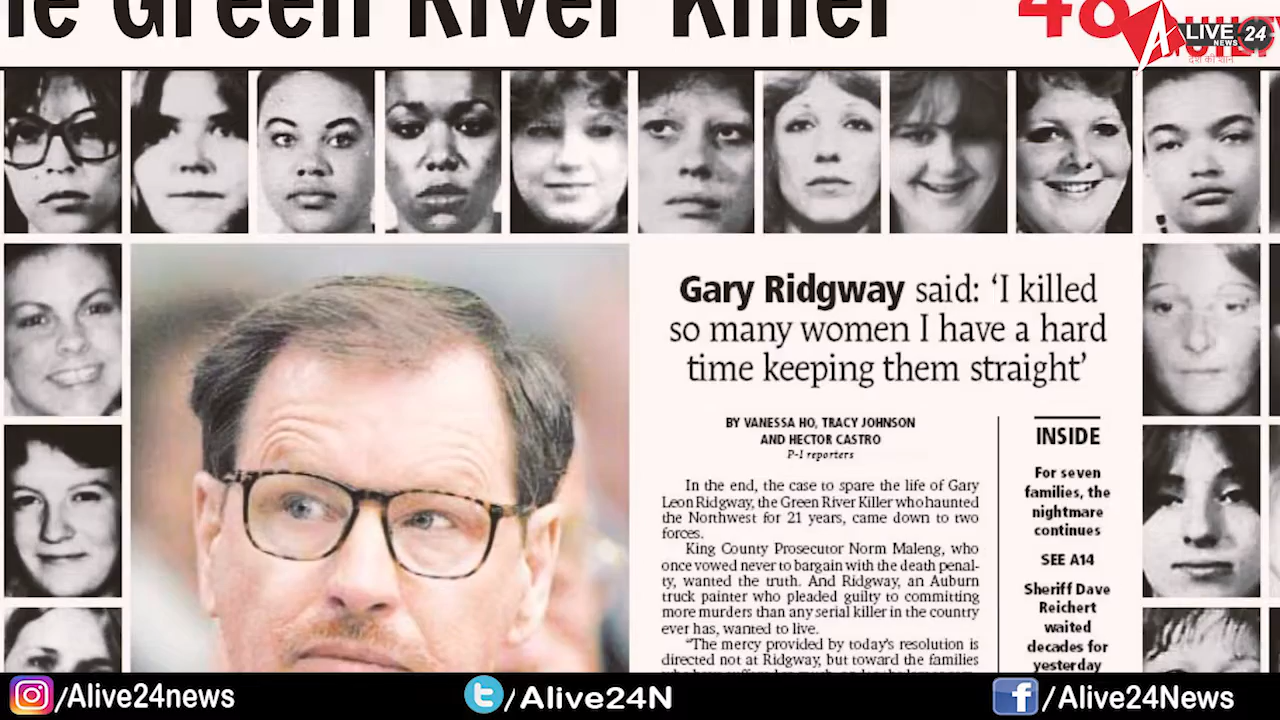 le Green River Killer
48 GUILTY
A LIVE 24
NEWS
देश की शान
Gary Ridgway said: ‘I killed
so many women I have a hard
time keeping them straight’
BY VANESSA HO, TRACY JOHNSON
AND HECTOR CASTRO
P-I reporters
In the end, the case to spare the life of Gary
Leon Ridgway, the Green River Killer who haunted
the Northwest for 21 years, came down to two
forces.
King County Prosecutor Norm Maleng, who
once vowed never to bargain with the death penal-
ty, wanted the truth. And Ridgway, an Auburn
truck painter who pleaded guilty to committing
more murders than any serial killer in the country
ever has, wanted to live.
“The mercy provided by today’s resolution is
directed not at Ridgway, but toward the families
INSIDE
For seven
families, the
nightmare
continues
SEE A14
Sheriff Dave
Reichert
waited
decades for
yesterday
/Alive24news
/Alive24N
/Alive24News